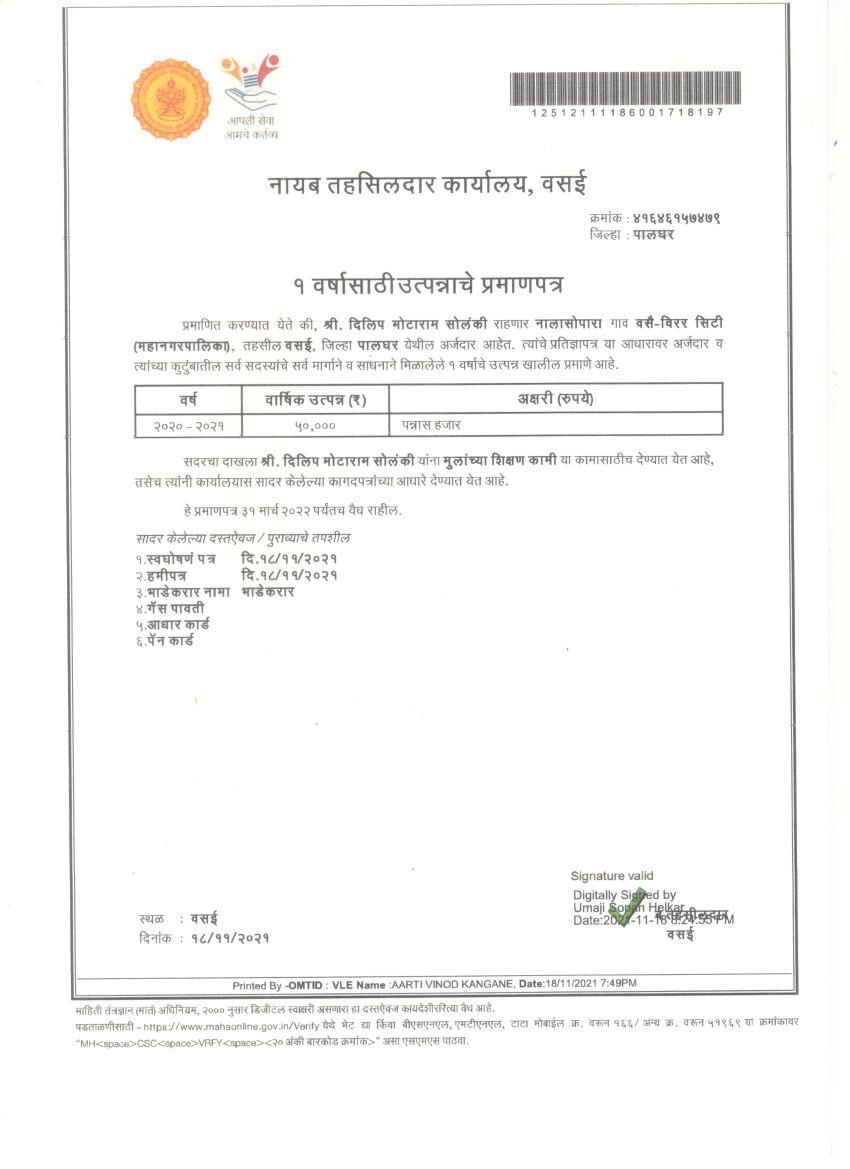 आपली सेवा
आमचे कर्तव्य
12512111186001718197
नायब तहसिलदार कार्यालय, वसई
क्रमांक : ४१६४६१५७४७९
जिल्हा : पालघर
१ वर्षासाठी उत्पन्नाचे प्रमाणपत्र
प्रमाणित करण्यात येते की, श्री. दिलिप मोटाराम सोलंकी राहणार नालासोपारा गाव वसै-विरर सिटी
(महानगरपालिका), तहसील वसई, जिल्हा पालघर येथील अर्जदार आहेत. त्यांचे प्रतिज्ञापत्र या आधारावर अर्जदार व
त्यांच्या कुटुंबातील सर्व सदस्यांचे सर्व मार्गाने व साधनाने मिळालेले १ वर्षाचे उत्पन्न खालील प्रमाणे आहे.
वर्ष वार्षिक उत्पन्न (₹) अक्षरी (रुपये)
२०२० - २०२१ ५०,००० पन्नास हजार
सदरचा दाखला श्री. दिलिप मोटाराम सोलंकी यांना मुलांच्या शिक्षण कामी या कामासाठीच देण्यात येत आहे,
तसेच त्यांनी कार्यालयास सादर केलेल्या कागदपत्रांच्या आधारे देण्यात येत आहे.
हे प्रमाणपत्र ३१ मार्च २०२२ पर्यंतच वैध राहील.
सादर केलेल्या दस्तऐवज / पुराव्याचे तपशील
१.स्वघोषणं पत्र दि.१८/११/२०२१
२.हमीपत्र दि.१८/११/२०२१
३.भाडेकरार नामा भाडेकरार
४.गॅस पावती
५.आधार कार्ड
६.पॅन कार्ड
Signature valid
Digitally Signed by
Umaji Sopan Helkar
Date:2021-11-18 8:24:55 PM
तहसीलदार
वसई
स्थळ : वसई
दिनांक : १८/११/२०२१
Printed By -OMTID : VLE Name :AARTI VINOD KANGANE, Date:18/11/2021 7:49PM
माहिती तंत्रज्ञान (मातं) अधिनियम, २००० नुसार डिजीटल स्वाक्षरी असणारा हा दस्तऐवज कायदेशीररित्या वैध आहे.
पडताळणीसाठी - https://www.mahaonline.gov.in/Verify येथे भेट द्या किंवा बीएसएनएल, एमटीएनएल, टाटा मोबाईल क्र. वरून १६६/ अन्य क्र. वरून ५१९६९ या क्रमांकावर
"MH<space>CSC<space>VRFY<space><२० अंकी बारकोड क्रमांक>" असा एसएमएस पाठवा.